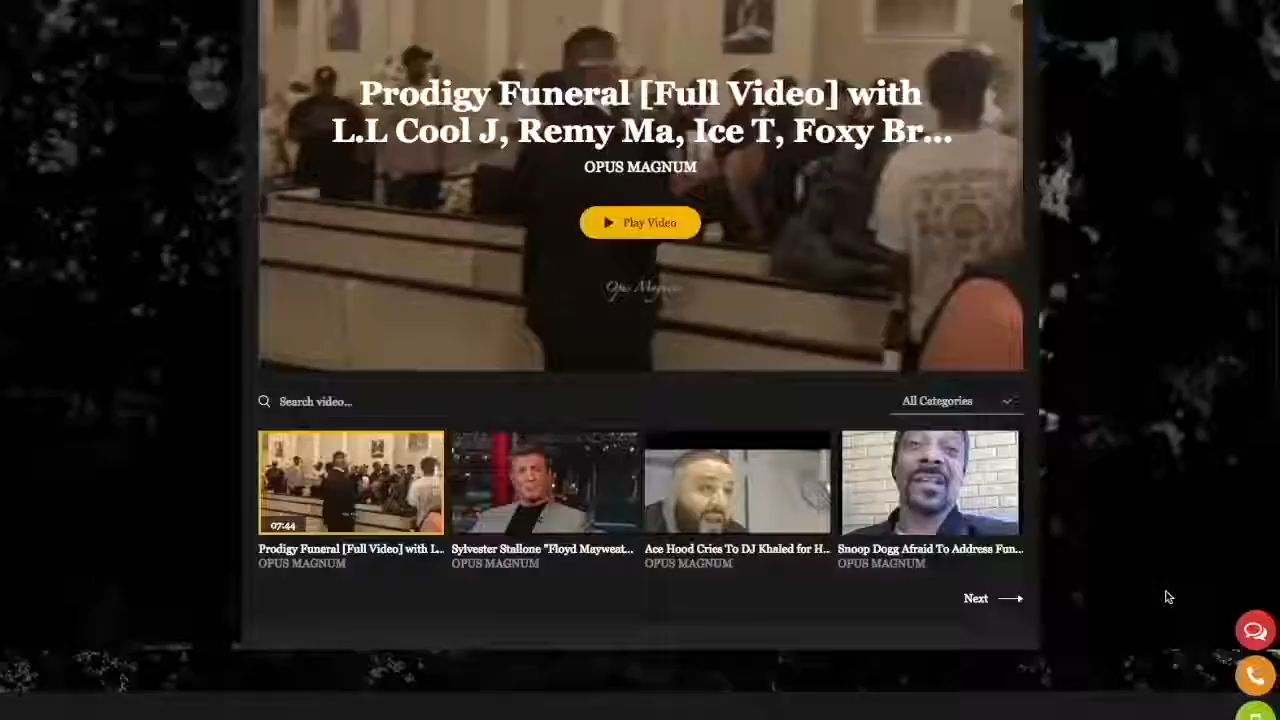 Prodigy Funeral [Full Video] with
L.L Cool J, Remy Ma, Ice T, Foxy Br...
OPUS MAGNUM
Play Video
Opus Magnum
Search video...
All Categories
07:44
Prodigy Funeral [Full Video] with L...
OPUS MAGNUM
Sylvester Stallone "Floyd Mayweat...
OPUS MAGNUM
Ace Hood Cries To DJ Khaled for H...
OPUS MAGNUM
Snoop Dogg Afraid To Address Fun...
OPUS MAGNUM
Next